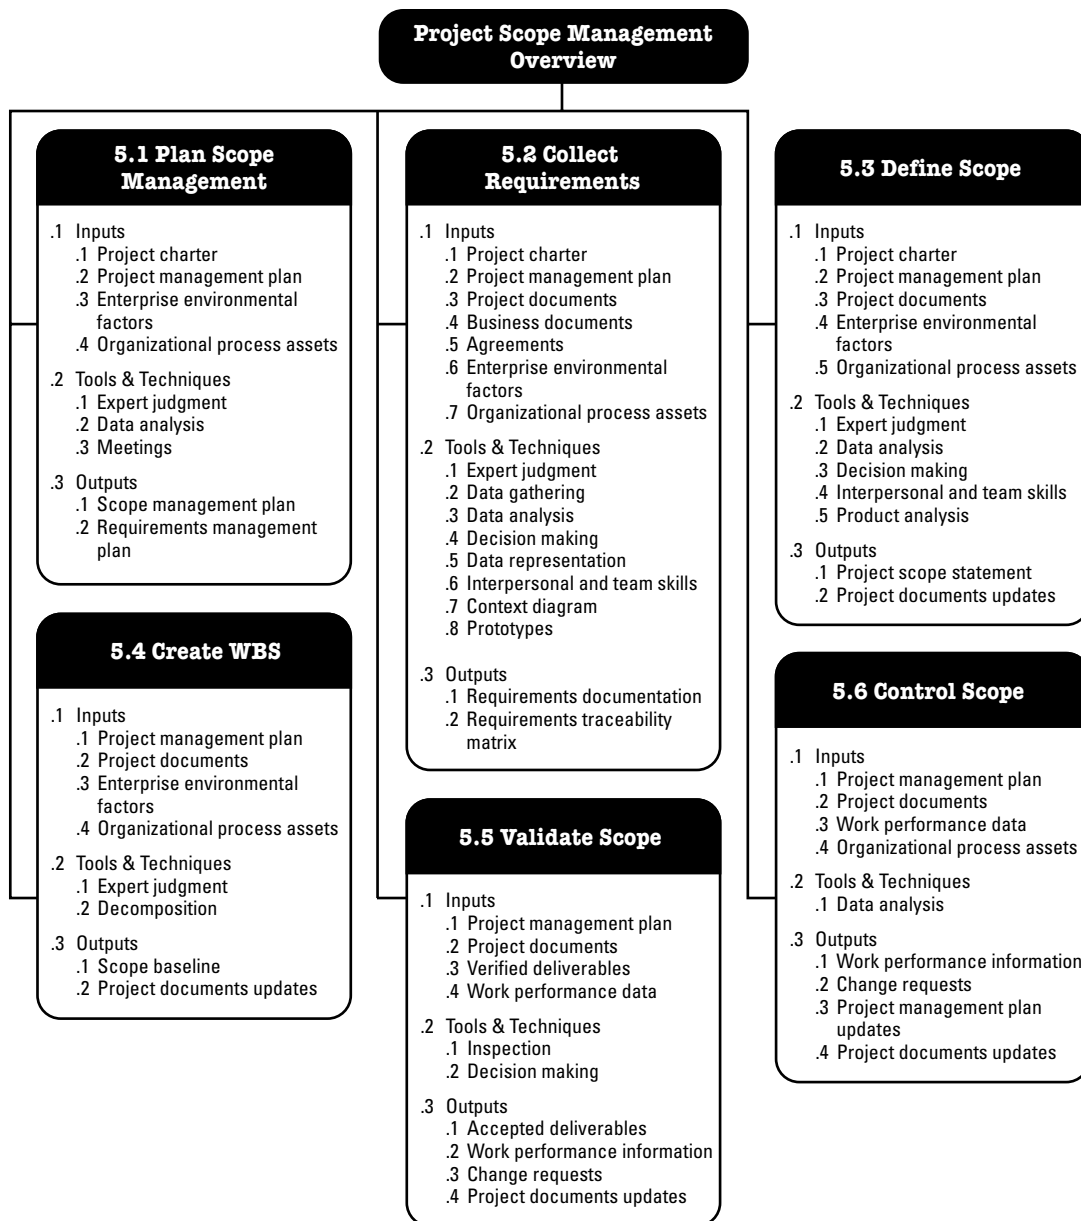 Project Scope Management
Overview
5.1 Plan Scope
Management
.1 Inputs
.1 Project charter
.2 Project management plan
.3 Enterprise environmental
factors
.4 Organizational process assets
.2 Tools & Techniques
.1 Expert judgment
.2 Data analysis
.3 Meetings
.3 Outputs
.1 Scope management plan
.2 Requirements management
plan
5.2 Collect
Requirements
.1 Inputs
.1 Project charter
.2 Project management plan
.3 Project documents
.4 Business documents
.5 Agreements
.6 Enterprise environmental
factors
.7 Organizational process assets
.2 Tools & Techniques
.1 Expert judgment
.2 Data gathering
.3 Data analysis
.4 Decision making
.5 Data representation
.6 Interpersonal and team skills
.7 Context diagram
.8 Prototypes
.3 Outputs
.1 Requirements documentation
.2 Requirements traceability
matrix
5.3 Define Scope
.1 Inputs
.1 Project charter
.2 Project management plan
.3 Project documents
.4 Enterprise environmental
factors
.5 Organizational process assets
.2 Tools & Techniques
.1 Expert judgment
.2 Data analysis
.3 Decision making
.4 Interpersonal and team skills
.5 Product analysis
.3 Outputs
.1 Project scope statement
.2 Project documents updates
5.4 Create WBS
.1 Inputs
.1 Project management plan
.2 Project documents
.3 Enterprise environmental
factors
.4 Organizational process assets
.2 Tools & Techniques
.1 Expert judgment
.2 Decomposition
.3 Outputs
.1 Scope baseline
.2 Project documents updates
5.5 Validate Scope
.1 Inputs
.1 Project management plan
.2 Project documents
.3 Verified deliverables
.4 Work performance data
.2 Tools & Techniques
.1 Inspection
.2 Decision making
.3 Outputs
.1 Accepted deliverables
.2 Work performance information
.3 Change requests
.4 Project documents updates
5.6 Control Scope
.1 Inputs
.1 Project management plan
.2 Project documents
.3 Work performance data
.4 Organizational process assets
.2 Tools & Techniques
.1 Data analysis
.3 Outputs
.1 Work performance information
.2 Change requests
.3 Project management plan
updates
.4 Project documents updates